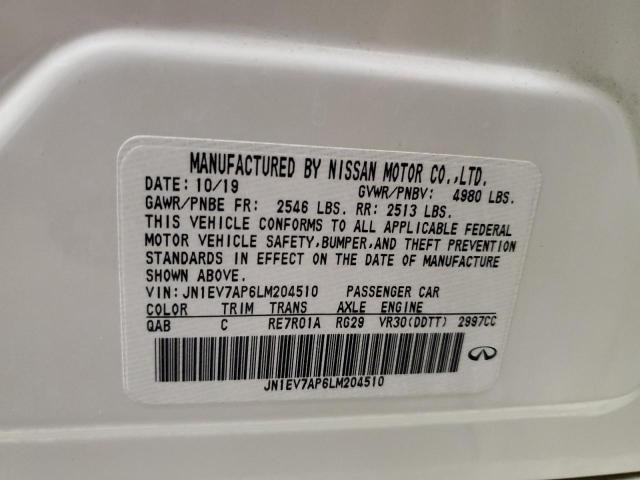 MANUFACTURED BY NISSAN MOTOR CO.,LTD.
DATE: 10/19 GVWR/PNBV: 4980 LBS.
GAWR/PNBE FR: 2546 LBS. RR: 2513 LBS.
THIS VEHICLE CONFORMS TO ALL APPLICABLE FEDERAL
MOTOR VEHICLE SAFETY,BUMPER,AND THEFT PREVENTION
STANDARDS IN EFFECT ON THE DATE OF MANUFACTURE
SHOWN ABOVE.
VIN: JN1EV7AP6LM204510 PASSENGER CAR
COLOR TRIM TRANS AXLE ENGINE
QAB C RE7R01A RG29 VR30(DDTT) 2997CC
JN1EV7AP6LM204510